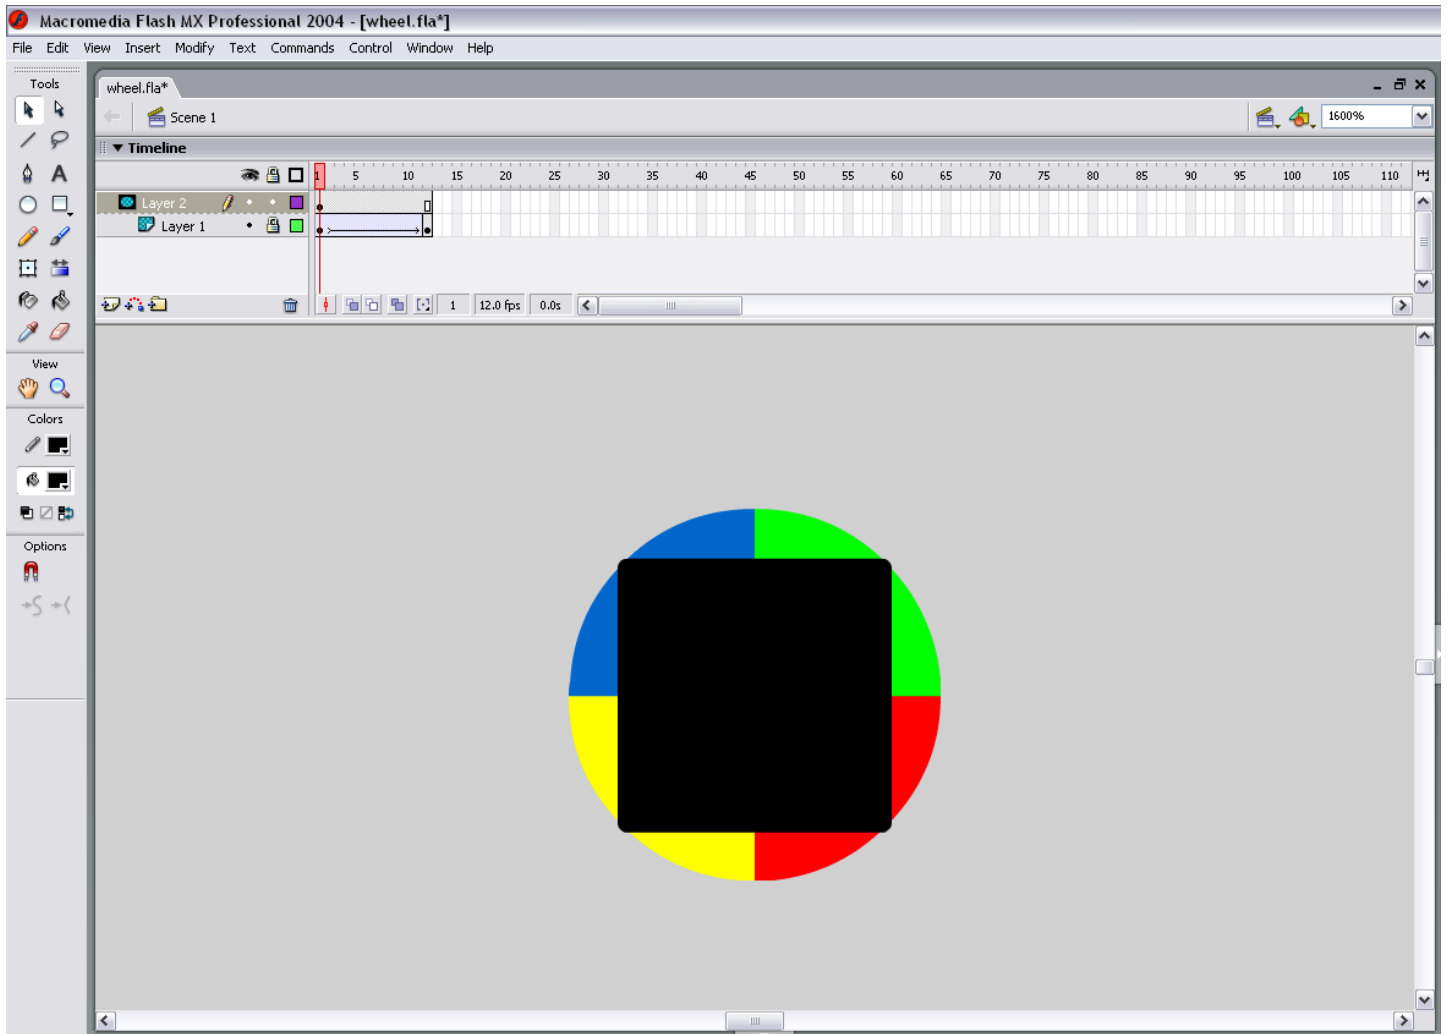 Macromedia Flash MX Professional 2004 - [wheel.fla*]
File Edit View Insert Modify Text Commands Control Window Help
Tools
wheel.fla*
Scene 1
1600%
Timeline
1 5 10 15 20 25 30 35 40 45 50 55 60 65 70 75 80 85 90 95 100 105 110
Layer 2
Layer 1
1 12.0 fps 0.0s
View
Colors
Options